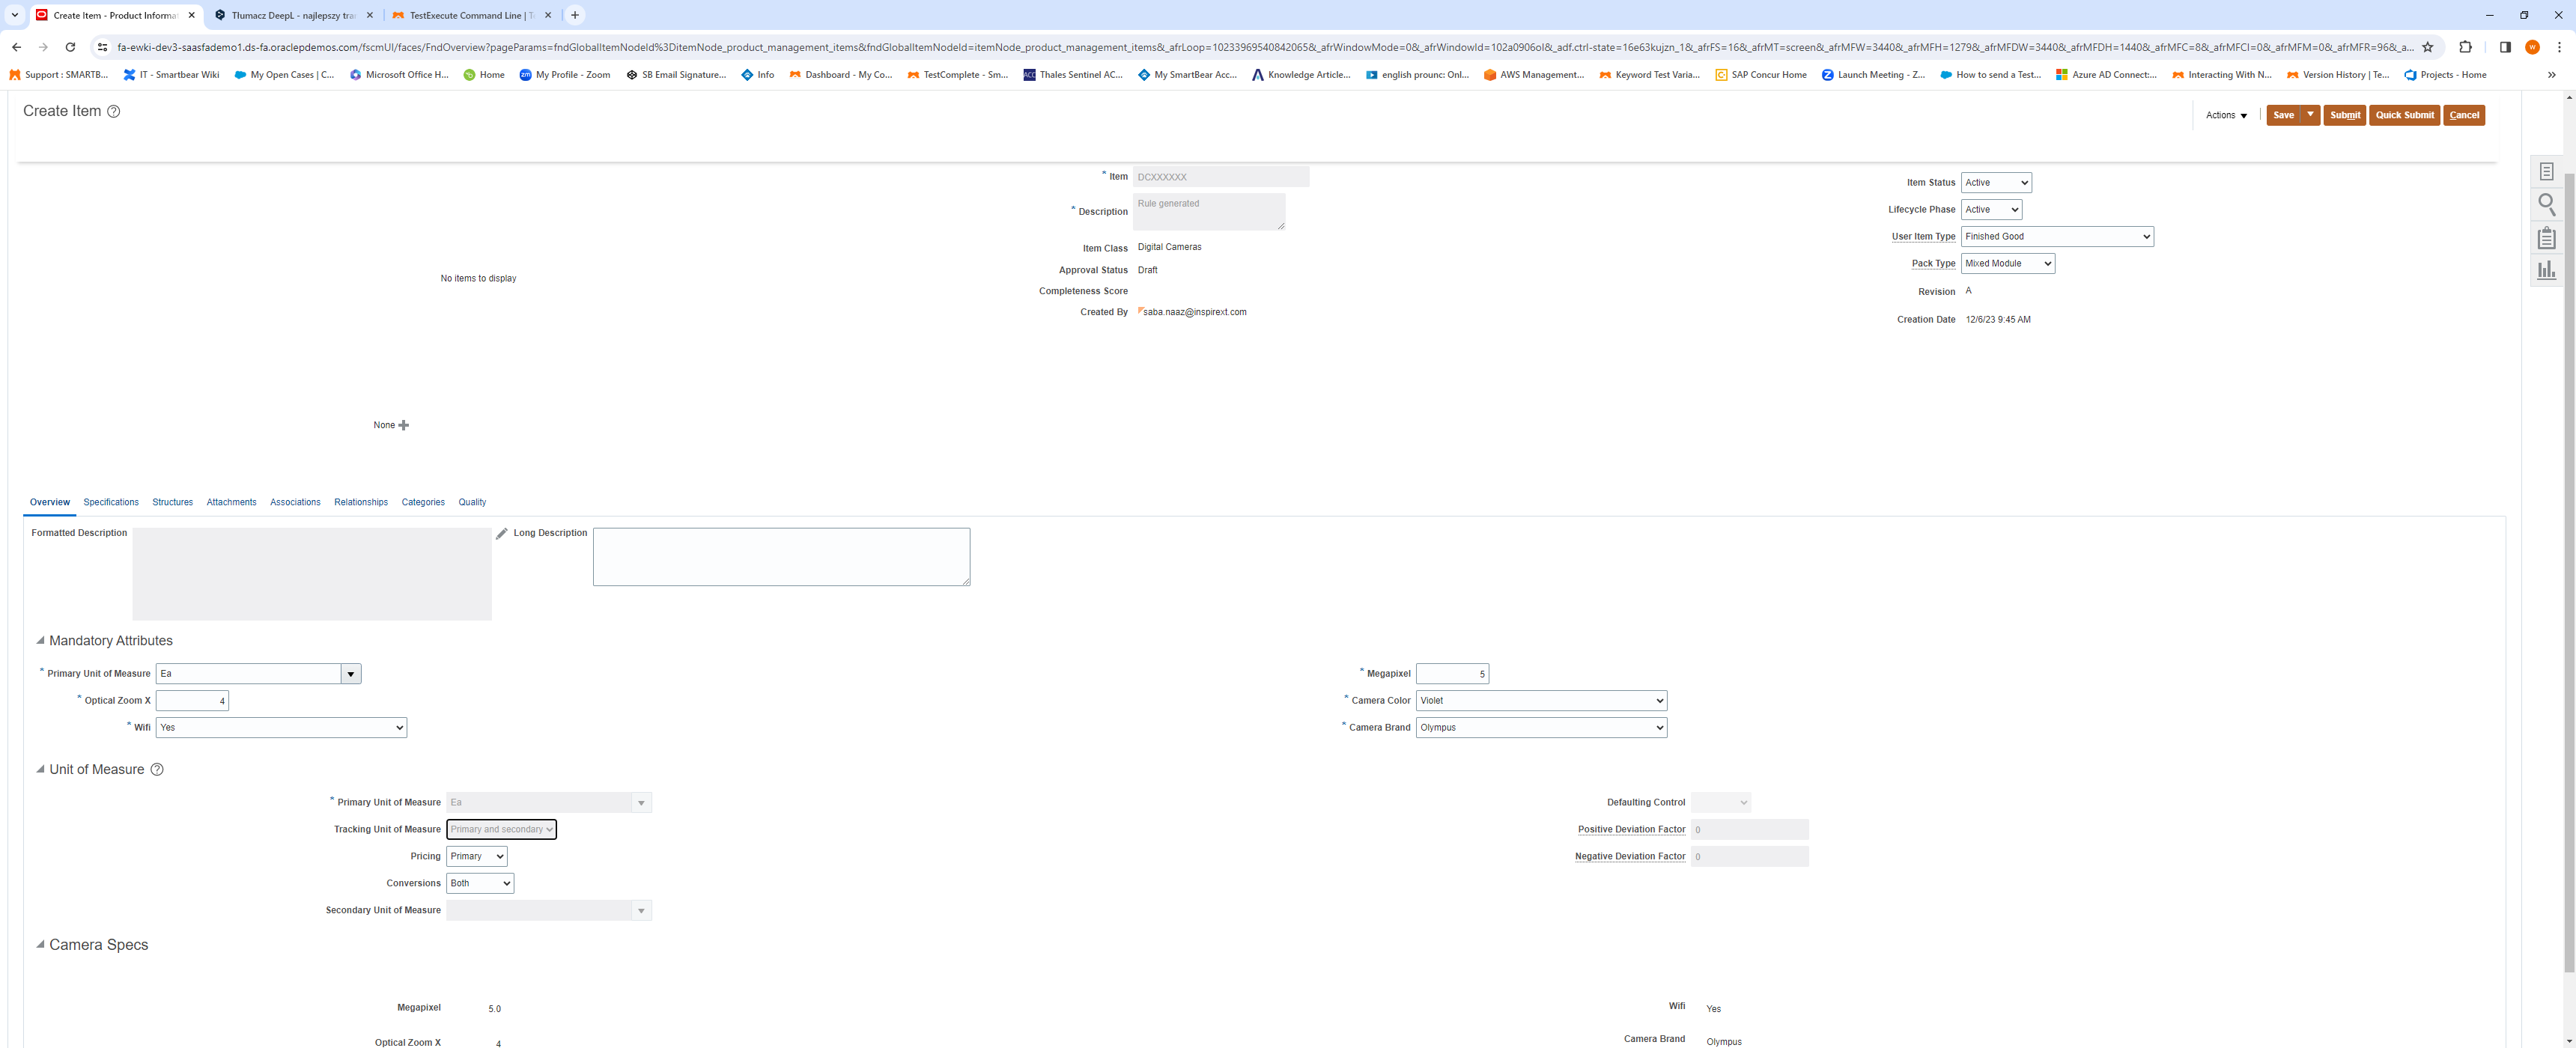 Create Item - Product Informa
Tłumacz DeepL - najlepszy tra
TestExecute Command Line | T
fa-ewki-dev3-saasfademo1.ds-fa.oraclepdemos.com/fscmUI/faces/FndOverview?pageParams=fndGlobalItemNodeId%3DitemNode_product_management_items&fndGlobalItemNodeId=itemNode_product_management_items&_afrLoop=10233969540842065&_afrWindowMode=0&_afrWindowId=102a0906ol&_adf.ctrl-state=16e63kujzn_1&_afrFS=16&_afrMT=screen&_afrMFW=3440&_afrMFH=1279&_afrMFDW=3440&_afrMFDH=1440&_afrMFC=8&_afrMFCI=0&_afrMFM=0&_afrMFR=96&_a...
Support : SMARTB... IT - Smartbear Wiki My Open Cases | C... Microsoft Office H... Home My Profile - Zoom SB Email Signature... Info Dashboard - My Co... TestComplete - Sm... Thales Sentinel AC... My SmartBear Acc... Knowledge Article... english prounc: Onl... AWS Management... Keyword Test Varia... SAP Concur Home Launch Meeting - Z... How to send a Test... Azure AD Connect:... Interacting With N... Version History | Te... Projects - Home
Create Item
Actions Save Submit Quick Submit Cancel
* Item DCXXXXXX
Item Status Active
* Description Rule generated
Lifecycle Phase Active
User Item Type Finished Good
Item Class Digital Cameras
Pack Type Mixed Module
Approval Status Draft
No items to display
Completeness Score
Revision A
Created By saba.naaz@inspirext.com
Creation Date 12/6/23 9:45 AM
None
Overview Specifications Structures Attachments Associations Relationships Categories Quality
Formatted Description
Long Description
Mandatory Attributes
* Primary Unit of Measure Ea
* Megapixel 5
* Optical Zoom X 4
* Camera Color Violet
* Wifi Yes
* Camera Brand Olympus
Unit of Measure
* Primary Unit of Measure Ea
Defaulting Control
Tracking Unit of Measure Primary and secondary
Positive Deviation Factor 0
Pricing Primary
Negative Deviation Factor 0
Conversions Both
Secondary Unit of Measure
Camera Specs
Megapixel 5.0
Wifi Yes
Optical Zoom X 4
Camera Brand Olympus